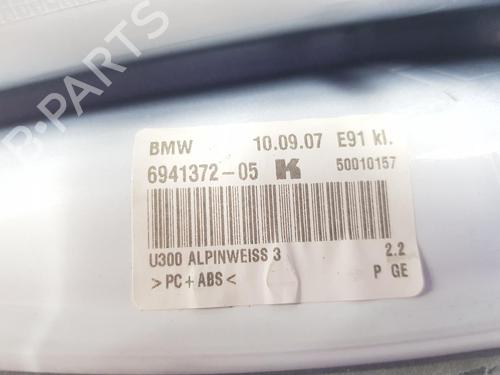 B-PARTS
BMW 10.09.07 E91 kl.
6941372-05 K 50010157
U300 ALPINWEISS 3 2.2
>PC+ABS< P GE